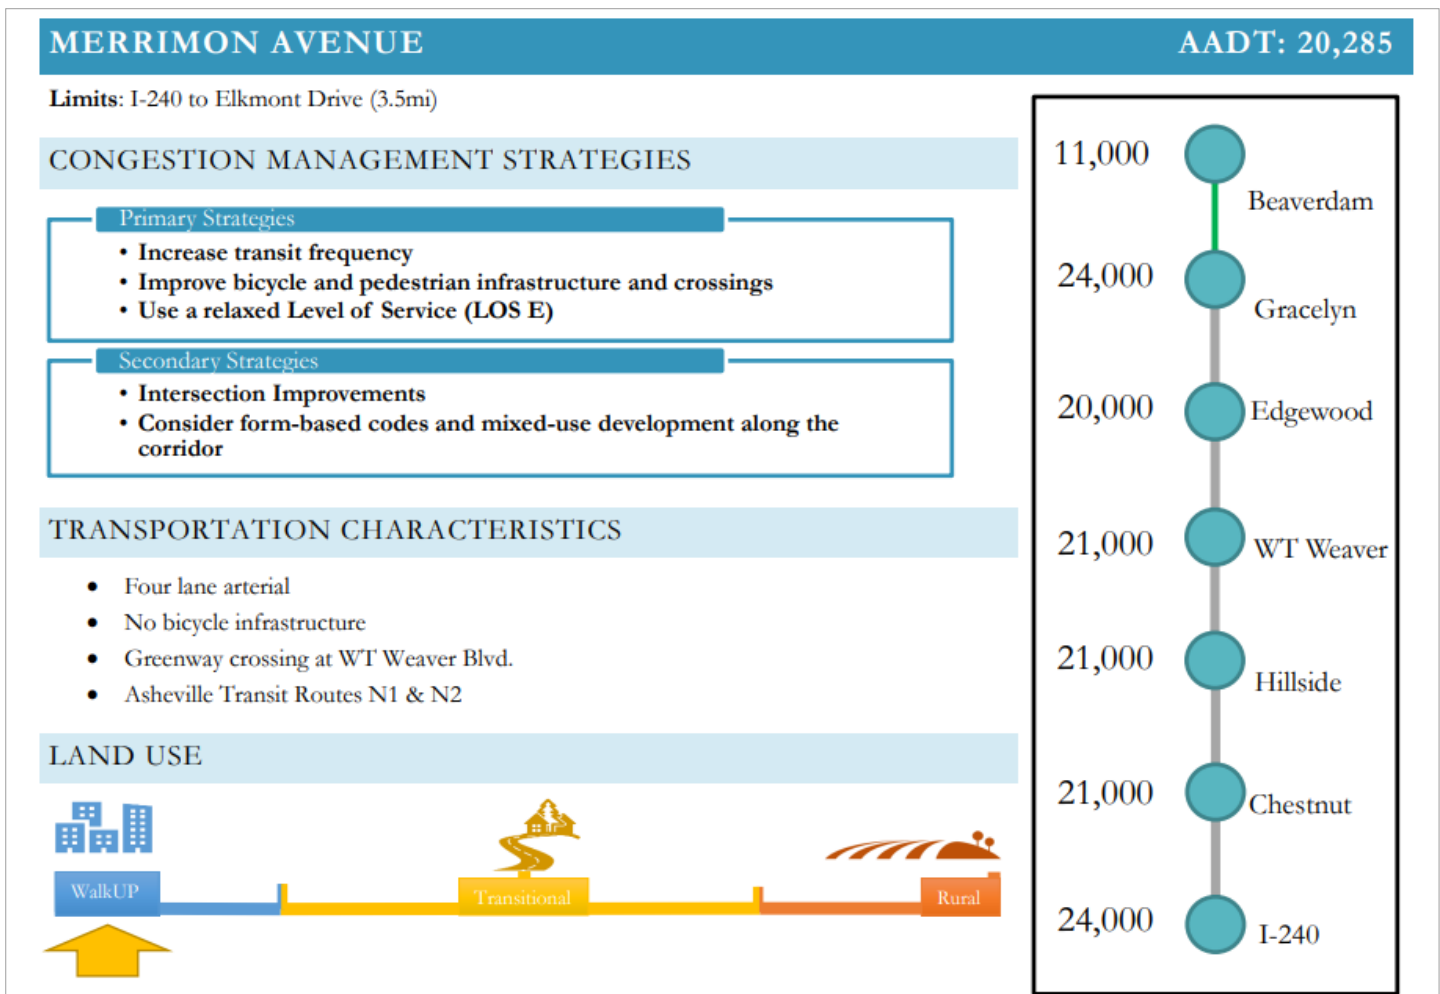 MERRIMON AVENUE AADT: 20,285
Limits: I-240 to Elkmont Drive (3.5mi)
CONGESTION MANAGEMENT STRATEGIES
Primary Strategies
• Increase transit frequency
• Improve bicycle and pedestrian infrastructure and crossings
• Use a relaxed Level of Service (LOS E)
Secondary Strategies
• Intersection Improvements
• Consider form-based codes and mixed-use development along the
corridor
TRANSPORTATION CHARACTERISTICS
• Four lane arterial
• No bicycle infrastructure
• Greenway crossing at WT Weaver Blvd.
• Asheville Transit Routes N1 & N2
LAND USE
WalkUP
Transitional
Rural
11,000
Beaverdam
24,000
Gracelyn
20,000
Edgewood
21,000
WT Weaver
21,000
Hillside
21,000
Chestnut
24,000
I-240